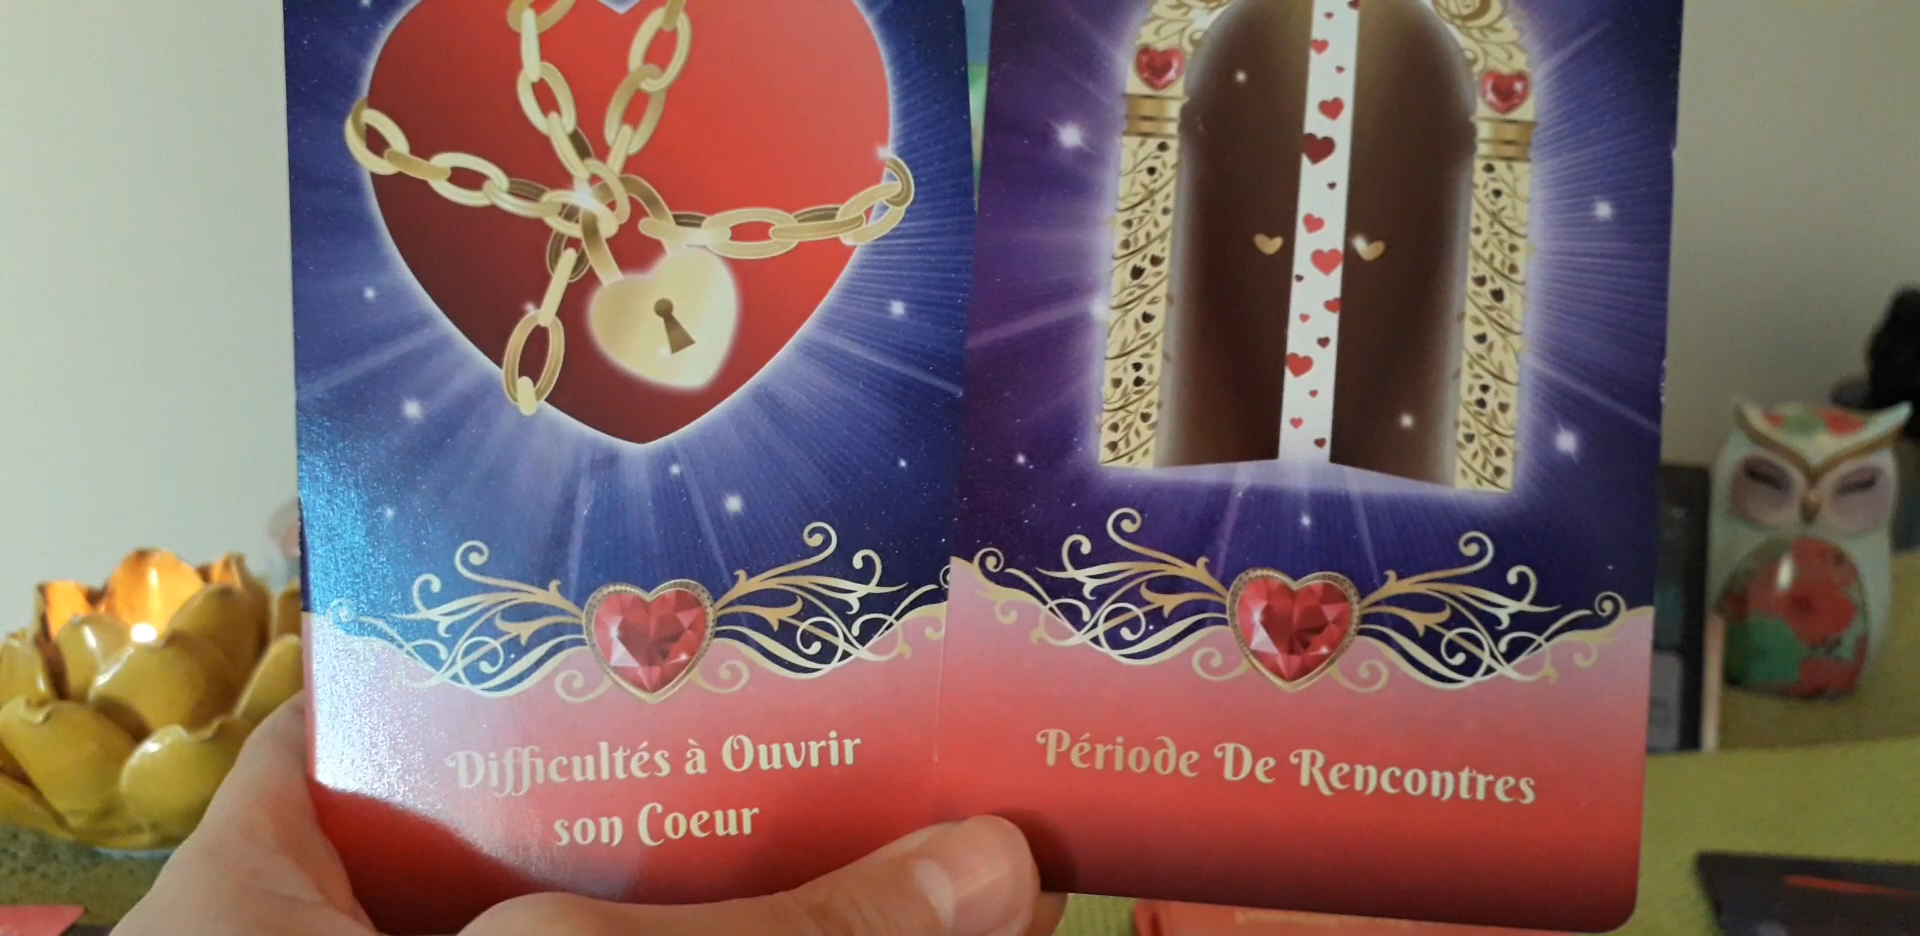 Difficultés à Ouvrir
son Coeur
Période De Rencontres